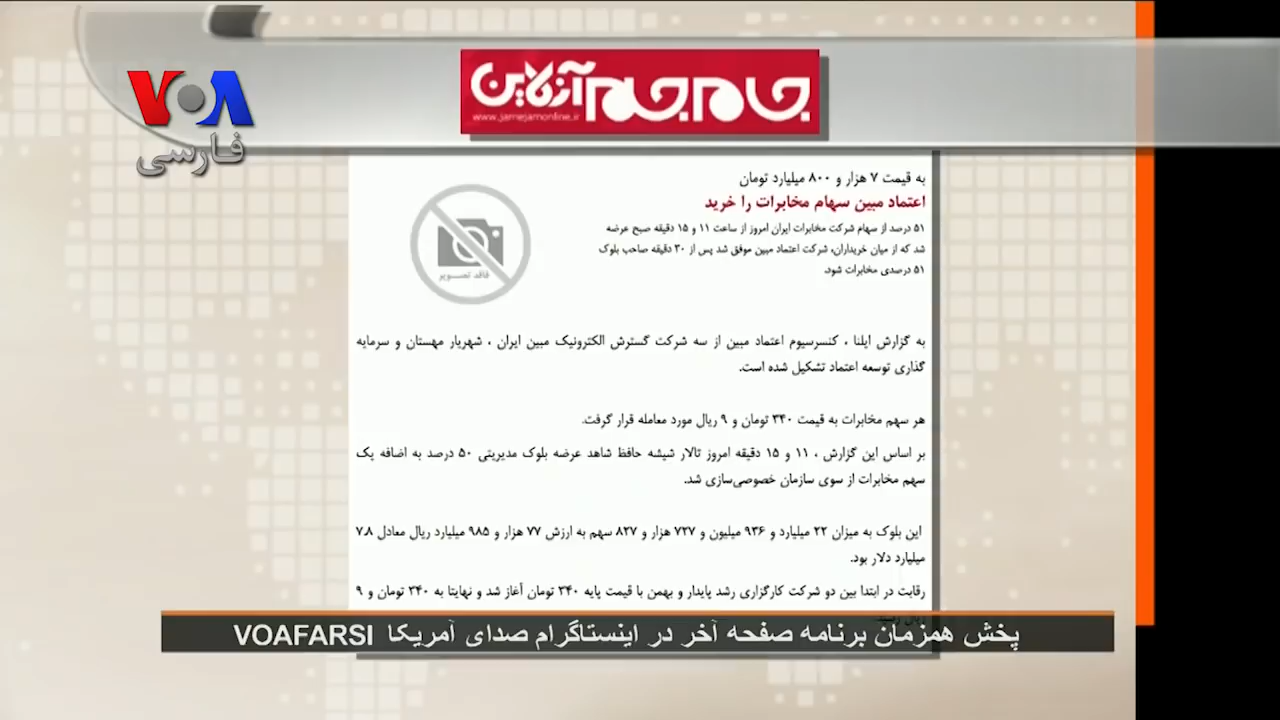 VOA
فارسی
جام جم آنلاین
www.jamejamonline.ir
به قیمت ۷ هزار و ۸۰۰ میلیارد تومان
اعتماد مبین سهام مخابرات را خرید
۵۱ درصد از سهام شرکت مخابرات ایران امروز از ساعت ۱۱ و ۱۵ دقیقه صبح عرضه
شد که از میان خریداران، شرکت اعتماد مبین موفق شد پس از ۳۰ دقیقه صاحب بلوک
۵۱ درصدی مخابرات شود.
فاقد تصویر
به گزارش ایلنا ، کنسرسیوم اعتماد مبین از سه شرکت گسترش الکترونیک مبین ایران ، شهریار مهستان و سرمایه
گذاری توسعه اعتماد تشکیل شده است.
هر سهم مخابرات به قیمت ۳۴۰ تومان و ۹ ریال مورد معامله قرار گرفت.
بر اساس این گزارش ، ۱۱ و ۱۵ دقیقه امروز تالار شیشه حافظ شاهد عرضه بلوک مدیریتی ۵۰ درصد به اضافه یک
سهم مخابرات از سوی سازمان خصوصی‌سازی شد.
این بلوک به میزان ۲۲ میلیارد و ۹۳۶ میلیون و ۷۲۷ هزار و ۸۲۷ سهم به ارزش ۷۷ هزار و ۹۸۵ میلیارد ریال معادل ۷.۸
میلیارد دلار بود.
رقابت در ابتدا بین دو شرکت کارگزاری رشد پایدار و بهمن با قیمت پایه ۳۴۰ تومان آغاز شد و نهایتا به ۳۴۰ تومان و ۹
پخش همزمان برنامه صفحه آخر در اینستاگرام صدای آمریکا VOAFARSI